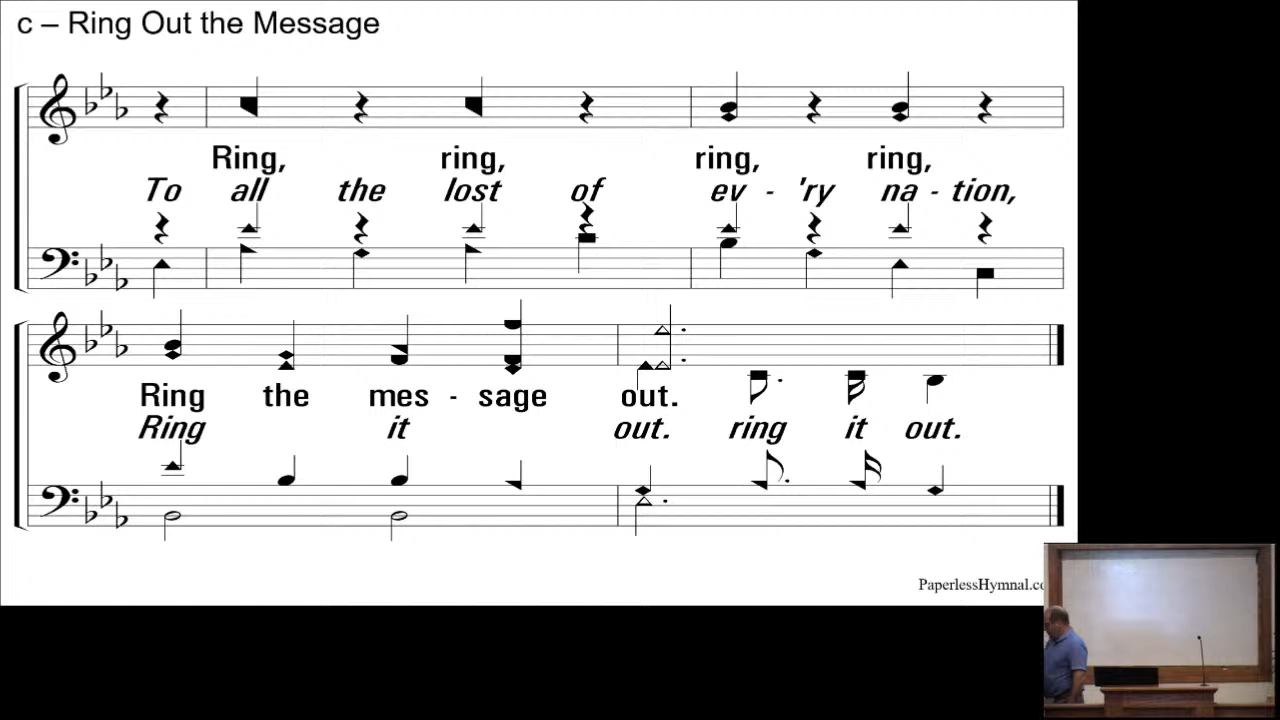 c – Ring Out the Message
Ring, ring, ring, ring,
To all the lost of ev - 'ry na - tion,
Ring the mes - sage out.
Ring it out. ring it out.
PaperlessHymnal.co